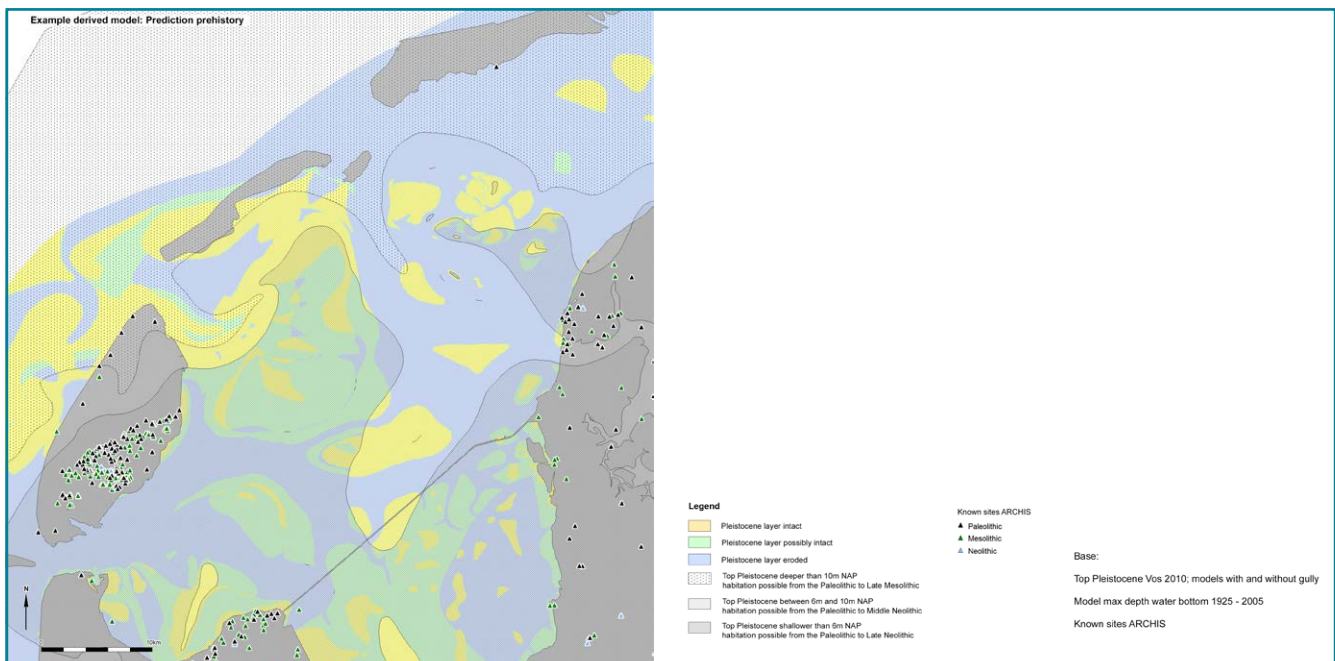 Example derived model: Prediction prehistory
N
10km
Legend
Pleistocene layer intact
Pleistocene layer possibly intact
Pleistocene layer eroded
Top Pleistocene deeper than 10m NAP
habitation possible from the Paleolithic to Late Mesolithic
Top Pleistocene between 6m and 10m NAP
habitation possible from the Paleolithic to Middle Neolithic
Top Pleistocene shallower than 6m NAP
habitation possible from the Paleolithic to Late Neolithic
Known sites ARCHIS
Paleolithic
Mesolithic
Neolithic
Base:
Top Pleistocene Vos 2010; models with and without gully
Model max depth water bottom 1925 - 2005
Known sites ARCHIS